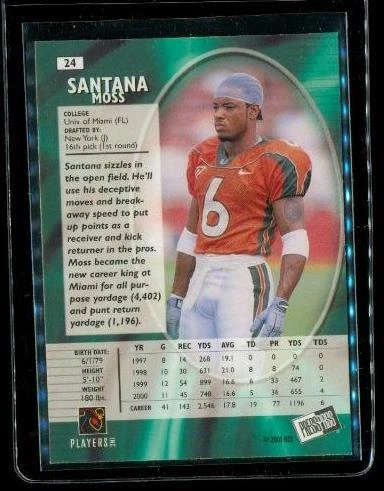 24
SANTANA
MOSS
COLLEGE
Univ. of Miami (FL)
DRAFTED BY:
New York (J)
16th pick (1st round)
Santana sizzles in
the open field. He'll
use his deceptive
moves and break-
away speed to put
up points as a
receiver and kick
returner in the pros.
Moss became the
new career king at
Miami for all pur-
pose yardage (4,402)
and punt return
yardage (1,196).
6
BIRTH DATE:
6/1/79
HEIGHT
5'-10"
WEIGHT
180 lbs.
YR G REC YDS AVG TD PR YDS TDS
1997 8 14 268 19.1 0 0 0 0
1998 10 30 631 21.0 8 8 74 0
1999 12 54 899 16.6 6 33 467 2
2000 11 45 748 16.6 5 36 655 4
CAREER 41 143 2,546 17.8 19 77 1196 6
PLAYERS INC
PRESS PASS
© 2001